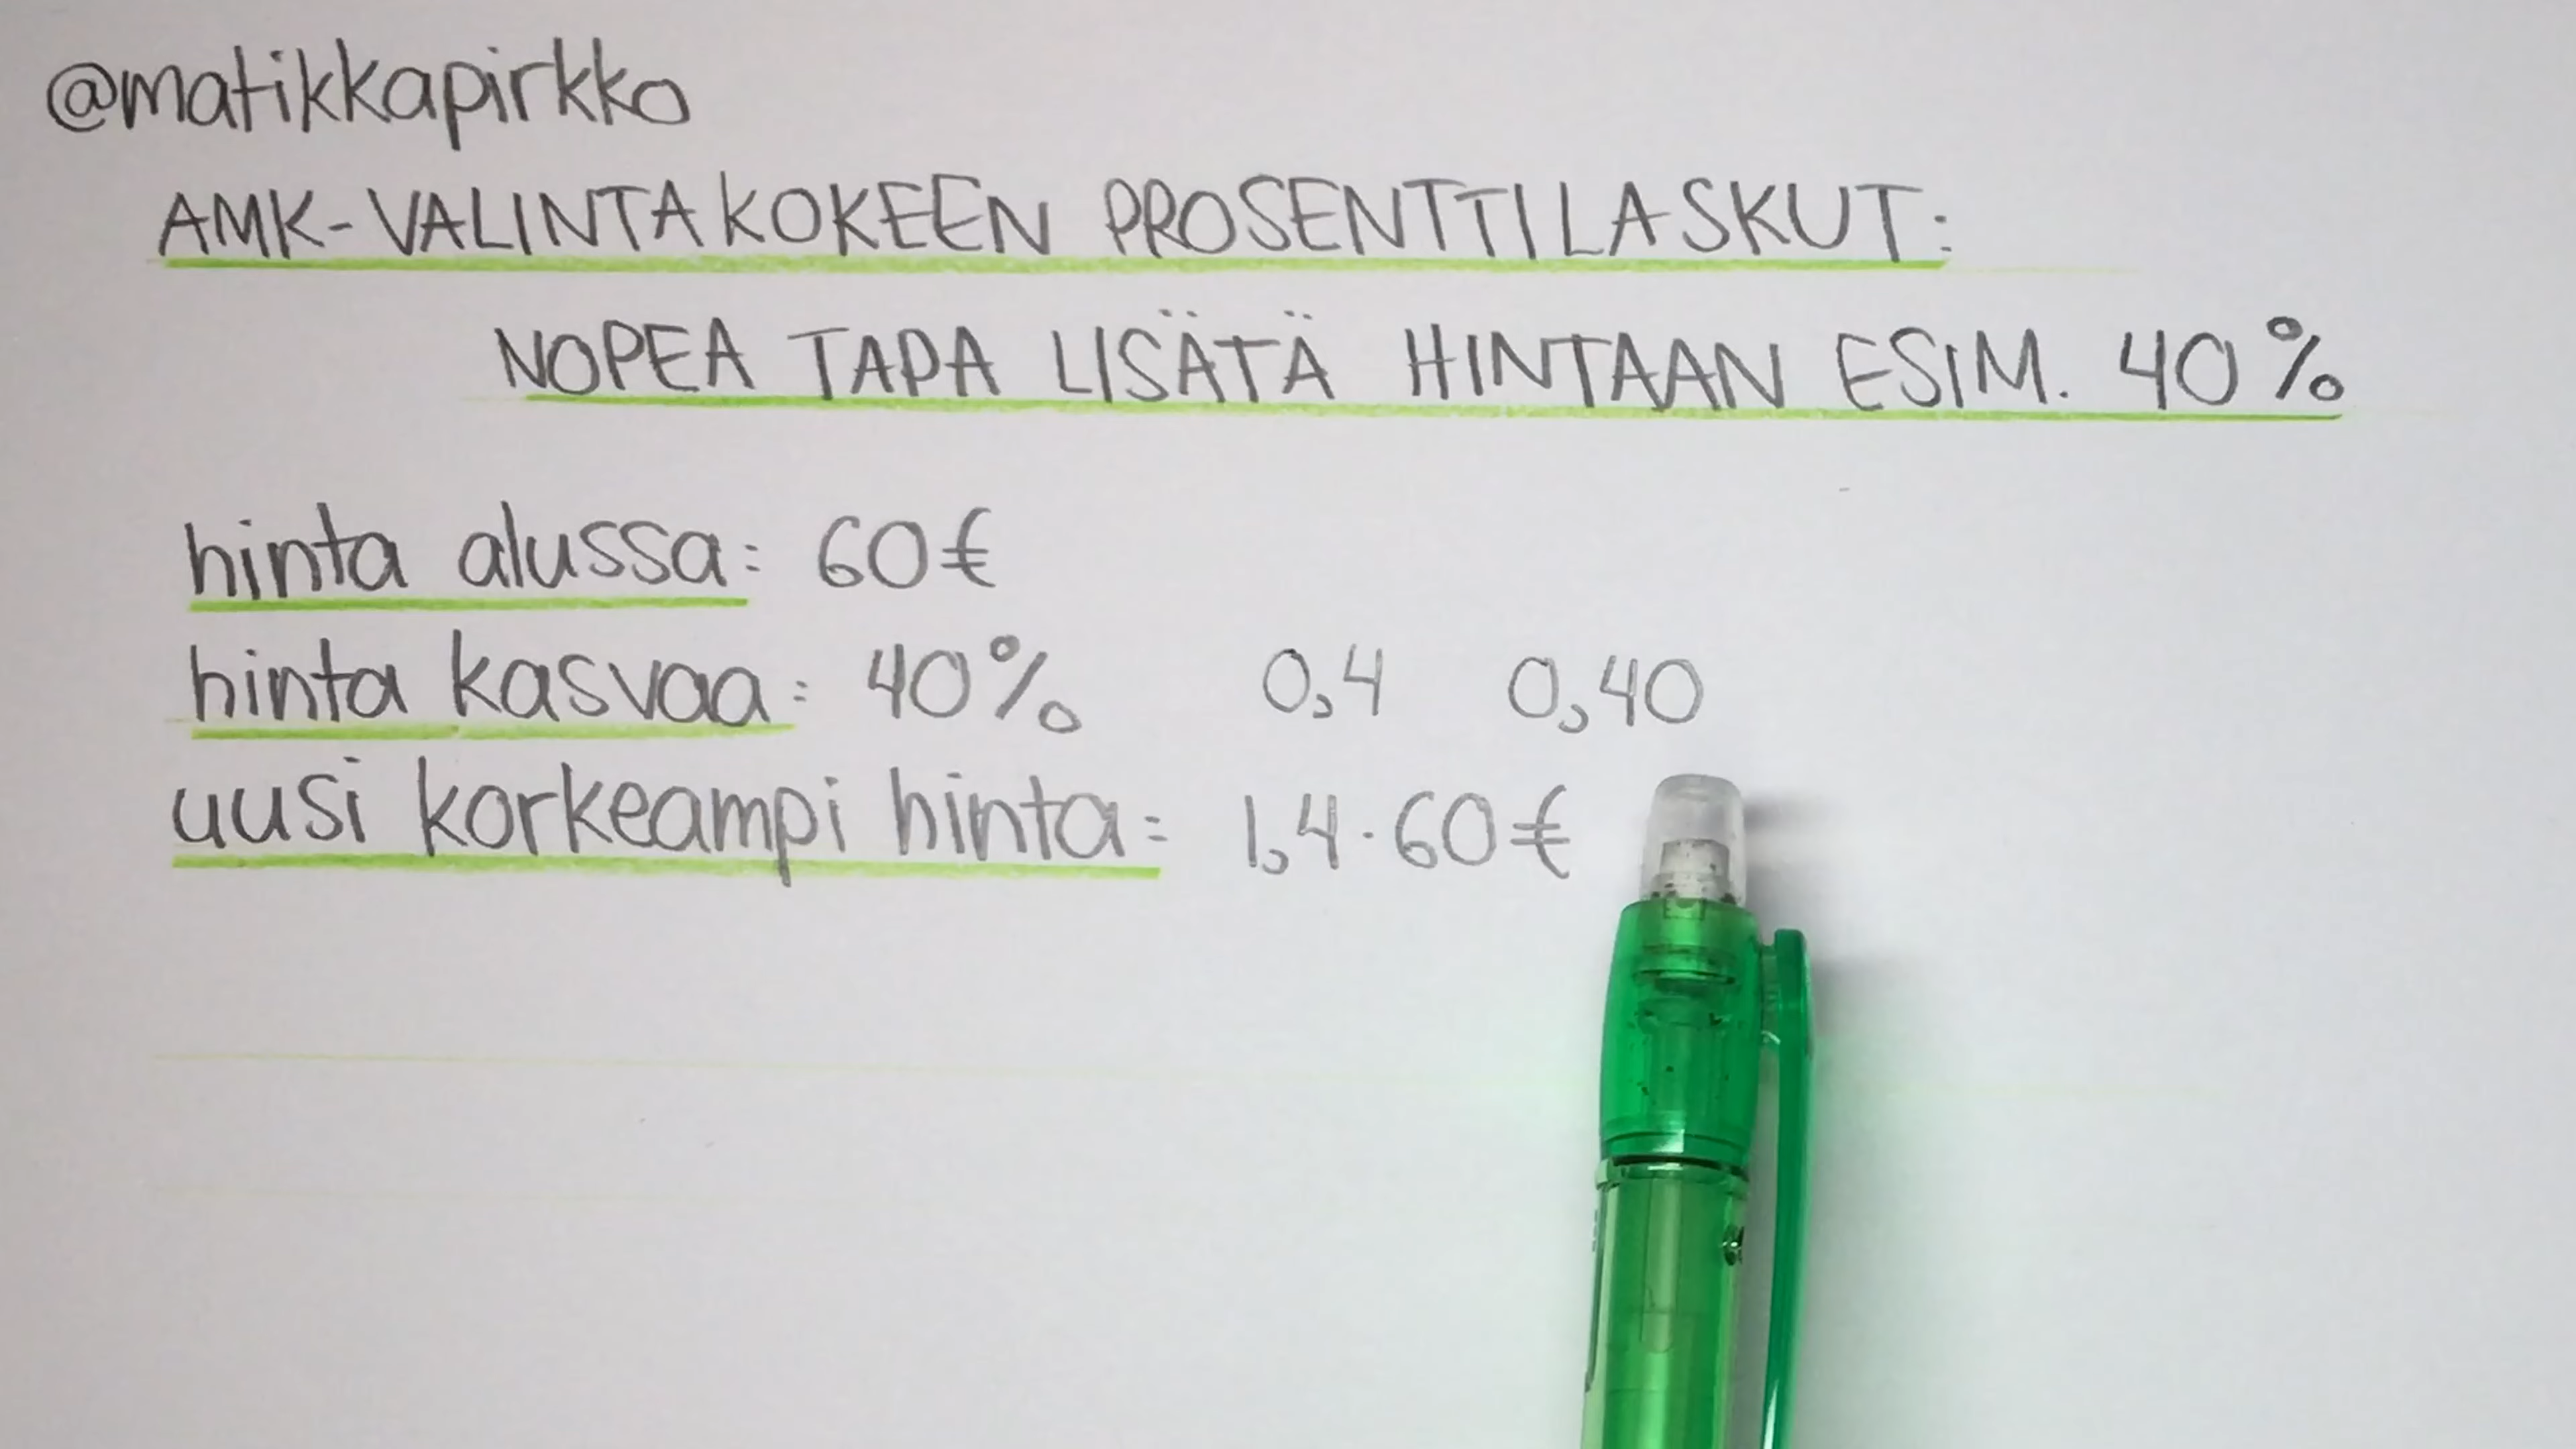 @matikkapirkko
AMK-VALINTAKOKEEN PROSENTTILASKUT:
NOPEA TAPA LISÄTÄ HINTAAN ESIM. 40%
hinta alussa: 60€
hinta kasvaa: 40% 0,4 0,40
uusi korkeampi hinta: 1,4·60€